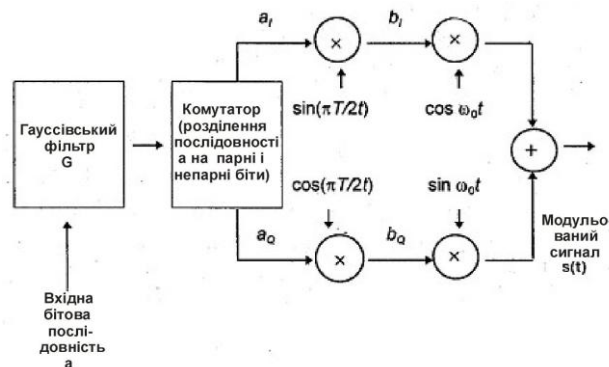 a_I
b_I
Гауссівський
фільтр
G
Комутатор
(розділення
послідовності
а на парні і
непарні біти)
×
×
sin(πT/2t)
cos ω₀t
+
cos(πT/2t)
sin ω₀t
a_Q
×
b_Q
×
Модульо
ваний
сигнал
s(t)
Вхідна
бітова
послі-
довність
а